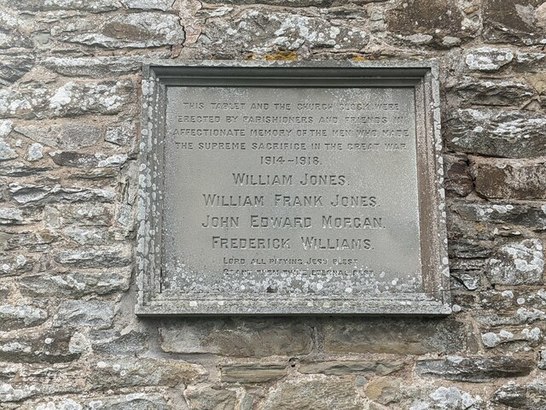 THIS TABLET AND THE CHURCH CLOCK WERE
ERECTED BY PARISHIONERS AND FRIENDS IN
AFFECTIONATE MEMORY OF THE MEN WHO MADE
THE SUPREME SACRIFICE IN THE GREAT WAR
1914-1918.
WILLIAM JONES.
WILLIAM FRANK JONES.
JOHN EDWARD MORGAN.
FREDERICK WILLIAMS.
LORD ALL PITYING JESU BLEST
GRANT THEM THINE ETERNAL REST